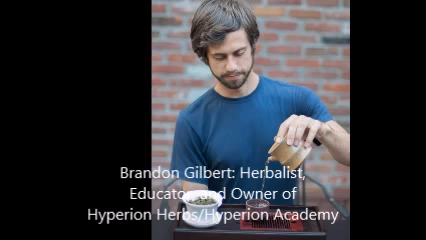 Brandon Gilbert: Herbalist,
Educator, and Owner of
Hyperion Herbs/Hyperion Academy